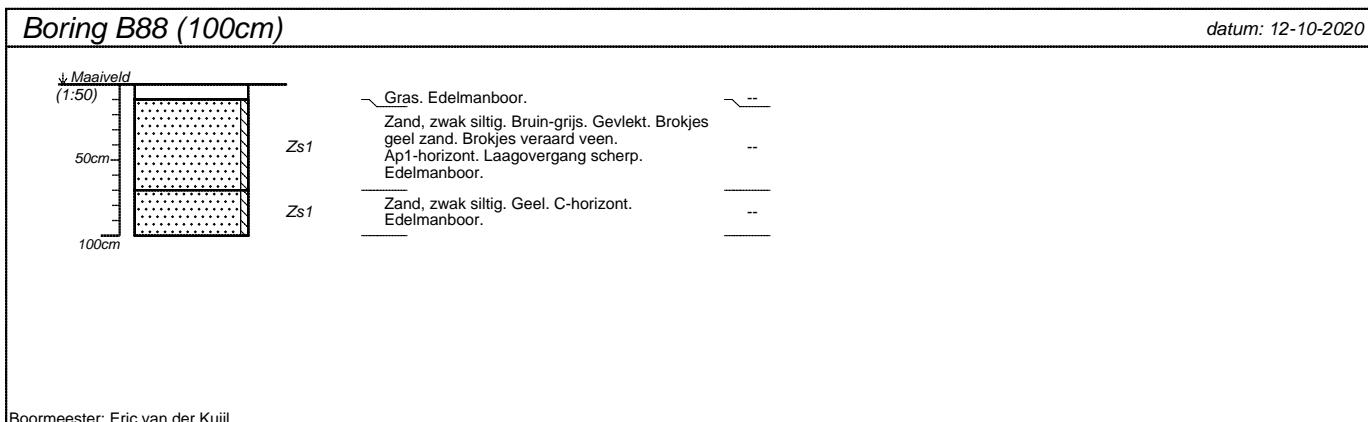 Boring B88 (100cm)
datum: 12-10-2020
Maaiveld
(1:50)
Gras. Edelmanboor.
--
Zand, zwak siltig. Bruin-grijs. Gevlekt. Brokjes
geel zand. Brokjes veraard veen.
Ap1-horizont. Laagovergang scherp.
Edelmanboor.
Zs1
--
50cm
Zand, zwak siltig. Geel. C-horizont.
Edelmanboor.
Zs1
--
100cm
Boormeester: Eric van der Kuijl